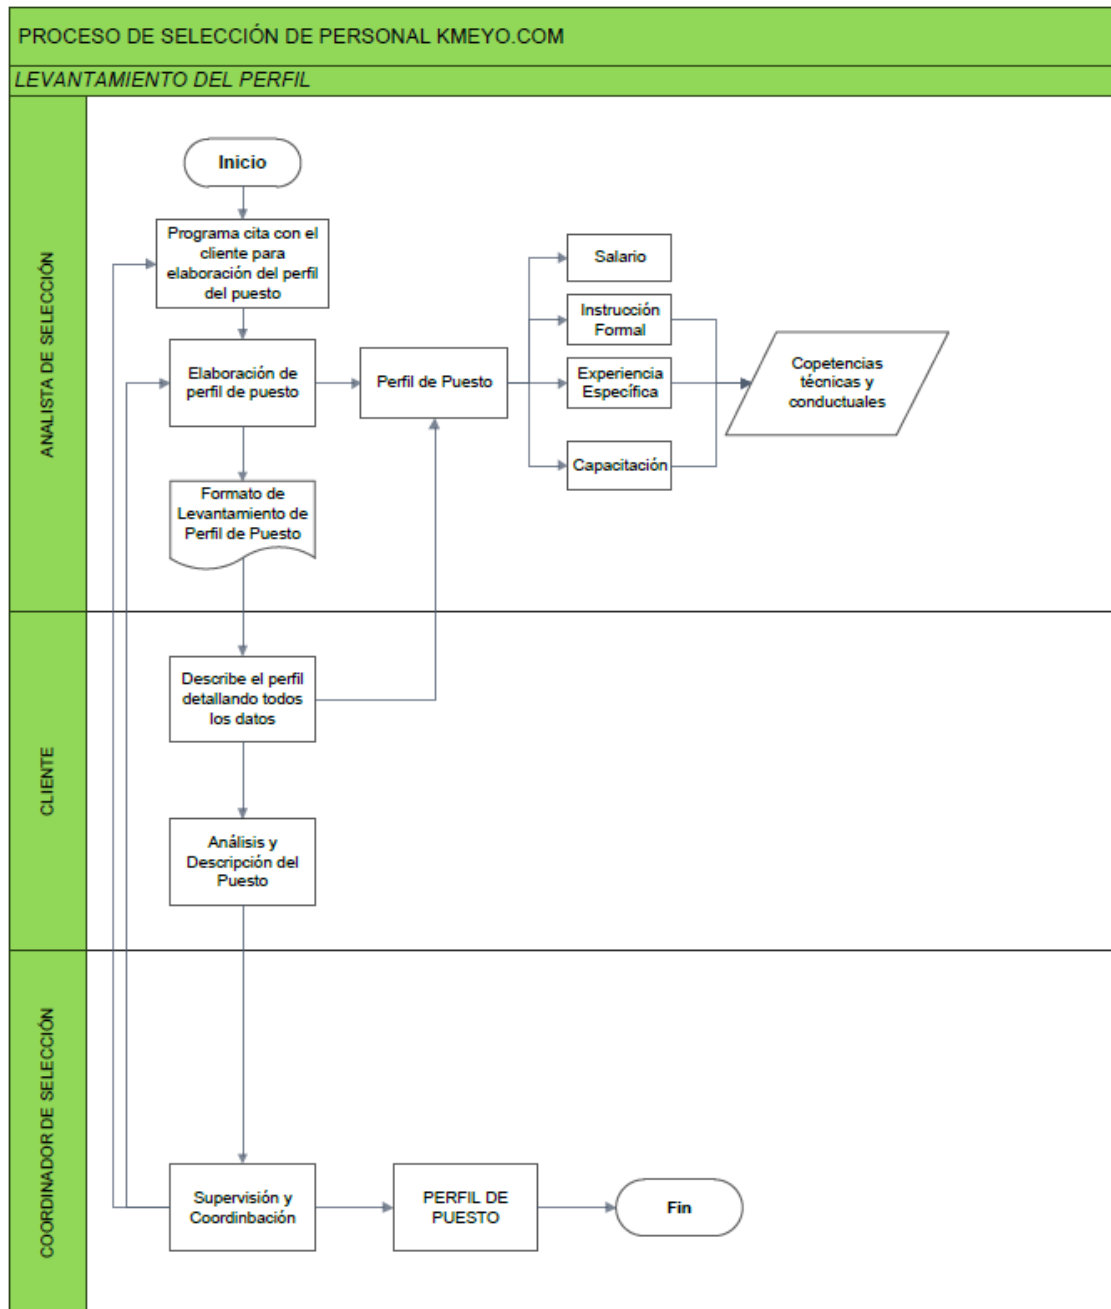 PROCESO DE SELECCIÓN DE PERSONAL KMEYO.COM
LEVANTAMIENTO DEL PERFIL
ANALISTA DE SELECCIÓN
Inicio
Programa cita con el
cliente para
elaboración del perfil
del puesto
Elaboración de
perfil de puesto
Formato de
Levantamiento de
Perfil de Puesto
Perfil de Puesto
Salario
Instrucción
Formal
Experiencia
Específica
Capacitación
Copetencias
técnicas y
conductuales
CLIENTE
Describe el perfil
detallando todos
los datos
Análisis y
Descripción del
Puesto
COORDINADOR DE SELECCIÓN
Supervisión y
Coordinbación
PERFIL DE
PUESTO
Fin